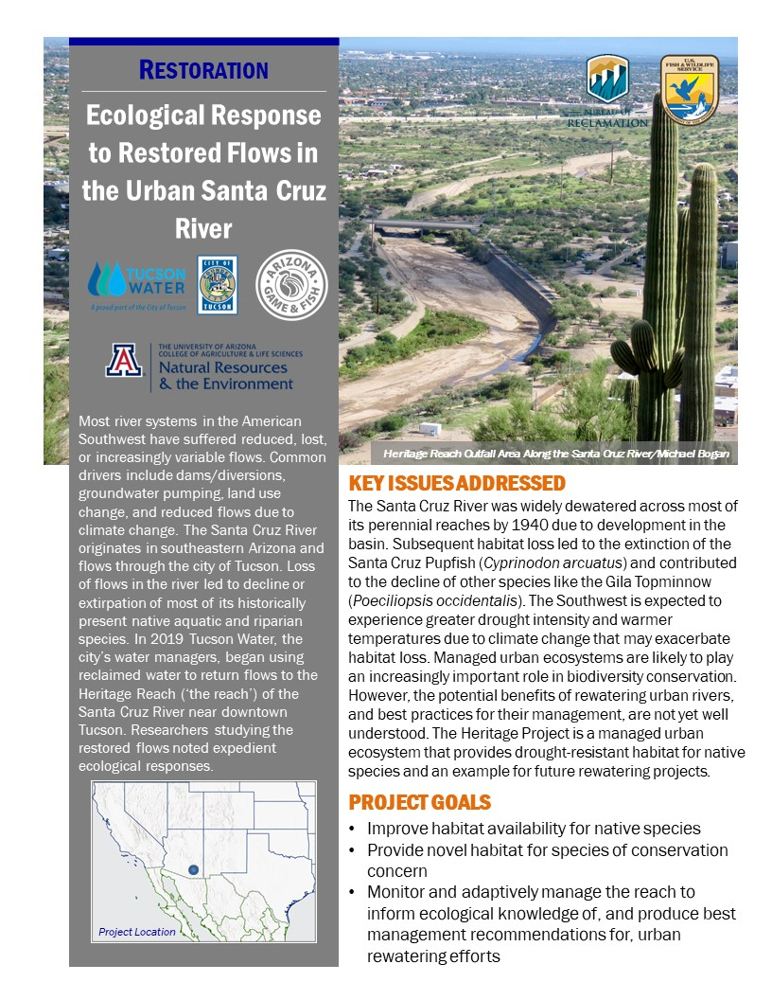 RESTORATION
Ecological Response
to Restored Flows in
the Urban Santa Cruz
River
TUCSON
WATER
A proud part of the City of Tucson
CITY OF
TUCSON
ARIZONA
GAME & FISH
A
THE UNIVERSITY OF ARIZONA
COLLEGE OF AGRICULTURE & LIFE SCIENCES
Natural Resources
& the Environment
Most river systems in the American
Southwest have suffered reduced, lost,
or increasingly variable flows. Common
drivers include dams/diversions,
groundwater pumping, land use
change, and reduced flows due to
climate change. The Santa Cruz River
originates in southeastern Arizona and
flows through the city of Tucson. Loss
of flows in the river led to decline or
extirpation of most of its historically
present native aquatic and riparian
species. In 2019 Tucson Water, the
city's water managers, began using
reclaimed water to return flows to the
Heritage Reach ('the reach') of the
Santa Cruz River near downtown
Tucson. Researchers studying the
restored flows noted expedient
ecological responses.
Project Location
BUREAU OF
RECLAMATION
U.S.
FISH & WILDLIFE
SERVICE
Heritage Reach Outfall Area Along the Santa Cruz River/Michael Bogan
KEY ISSUES ADDRESSED
The Santa Cruz River was widely dewatered across most of
its perennial reaches by 1940 due to development in the
basin. Subsequent habitat loss led to the extinction of the
Santa Cruz Pupfish (Cyprinodon arcuatus) and contributed
to the decline of other species like the Gila Topminnow
(Poeciliopsis occidentalis). The Southwest is expected to
experience greater drought intensity and warmer
temperatures due to climate change that may exacerbate
habitat loss. Managed urban ecosystems are likely to play
an increasingly important role in biodiversity conservation.
However, the potential benefits of rewatering urban rivers,
and best practices for their management, are not yet well
understood. The Heritage Project is a managed urban
ecosystem that provides drought-resistant habitat for native
species and an example for future rewatering projects.
PROJECT GOALS
• Improve habitat availability for native species
• Provide novel habitat for species of conservation
concern
• Monitor and adaptively manage the reach to
inform ecological knowledge of, and produce best
management recommendations for, urban
rewatering efforts